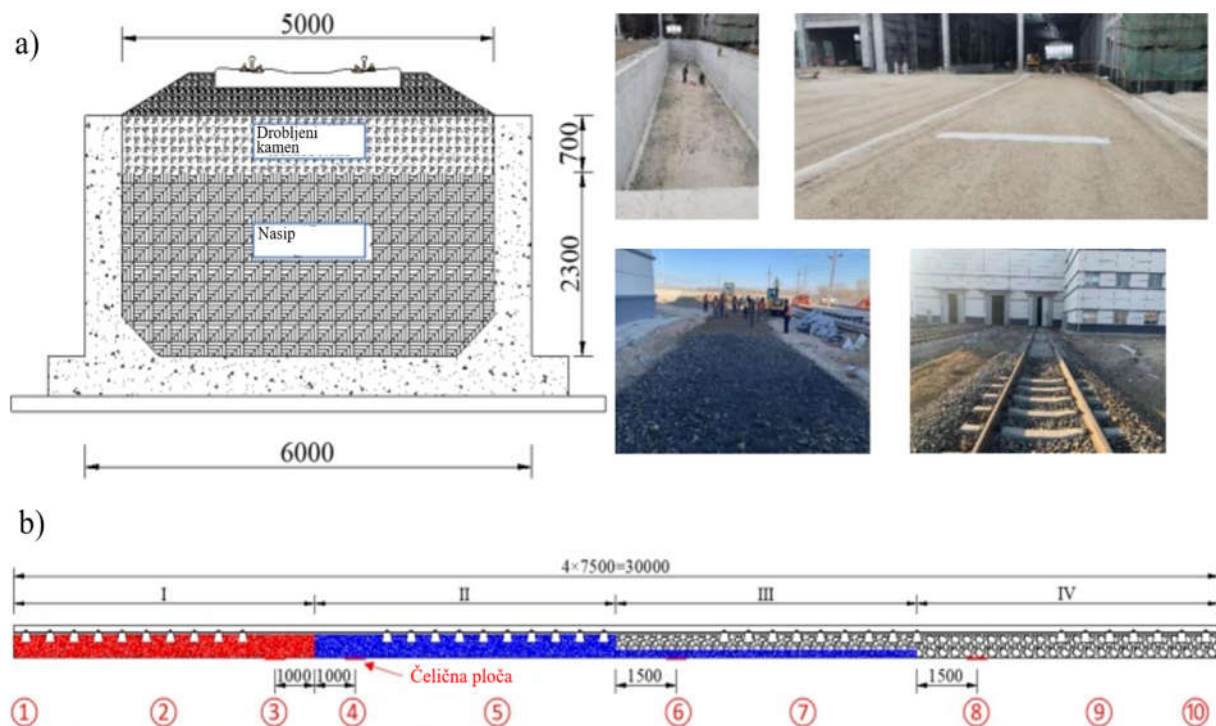 a)
5000
Drobljeni
kamen
700
Nasip
2300
6000
b)
4×7500=30000
I II III IV
1000 1000 Čelična ploča 1500 1500
① ② ③ ④ ⑤ ⑥ ⑦ ⑧ ⑨ ⑩